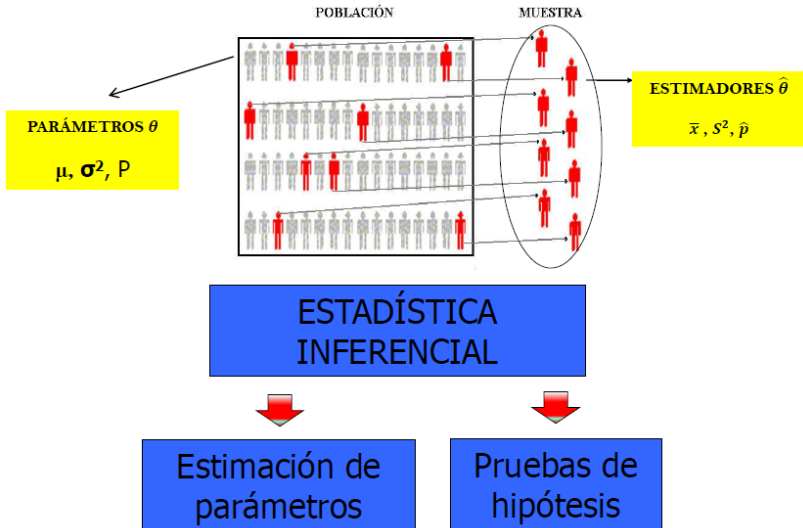 POBLACIÓN
MUESTRA
PARÁMETROS θ
μ, σ², P
ESTIMADORES θ̂
x̅ , S², p̂
ESTADÍSTICA
INFERENCIAL
Estimación de
parámetros
Pruebas de
hipótesis